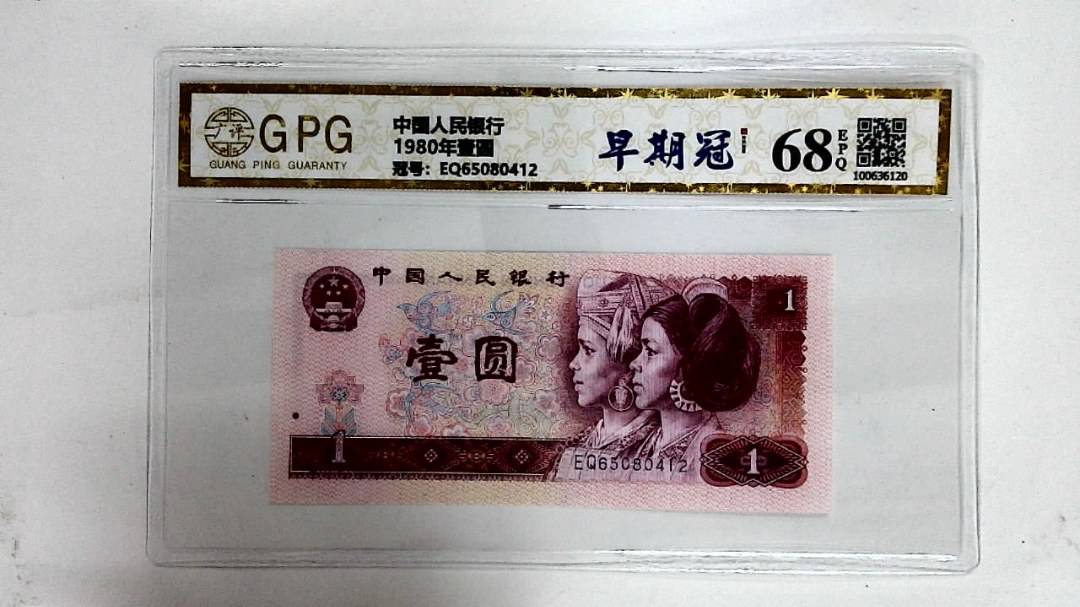 广评
GPG
GUANG PING GUARANTY
中国人民银行
1980年壹圆
冠号：EQ65080412
早期冠
68
EPQ
100636120
中国人民银行
1
壹圆
1
EQ65080412
1